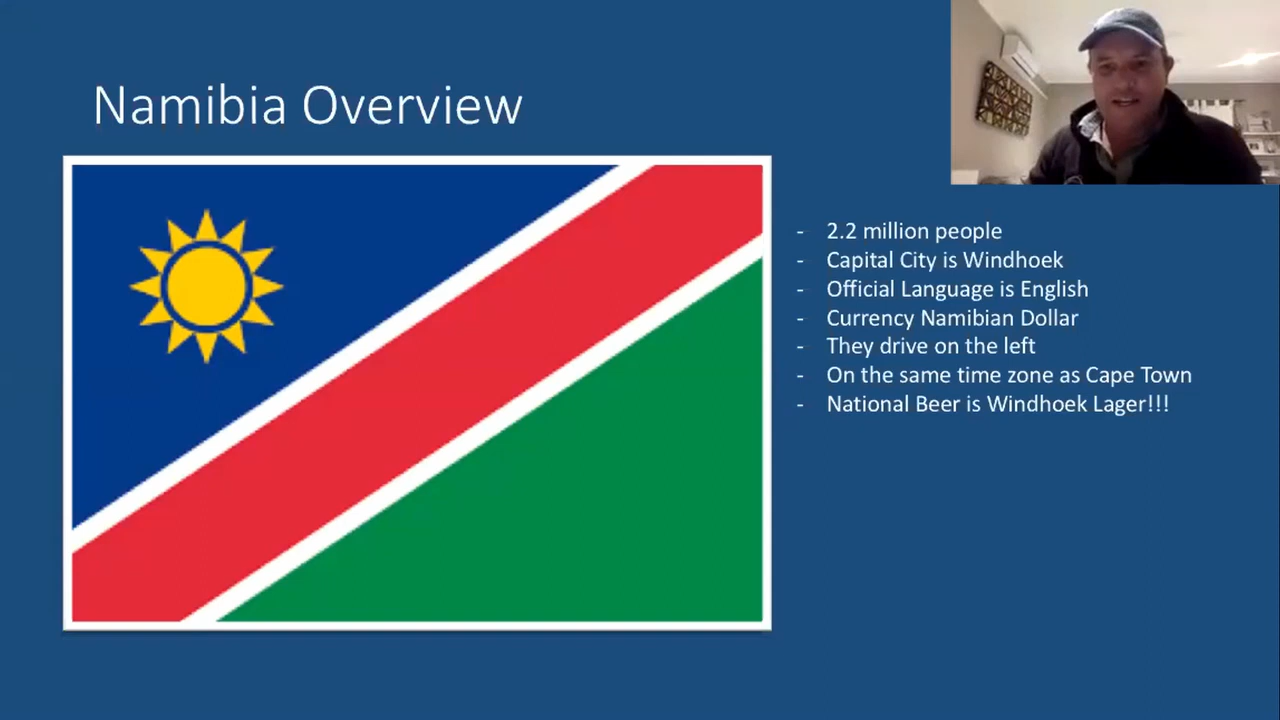 Namibia Overview
- 2.2 million people
- Capital City is Windhoek
- Official Language is English
- Currency Namibian Dollar
- They drive on the left
- On the same time zone as Cape Town
- National Beer is Windhoek Lager!!!